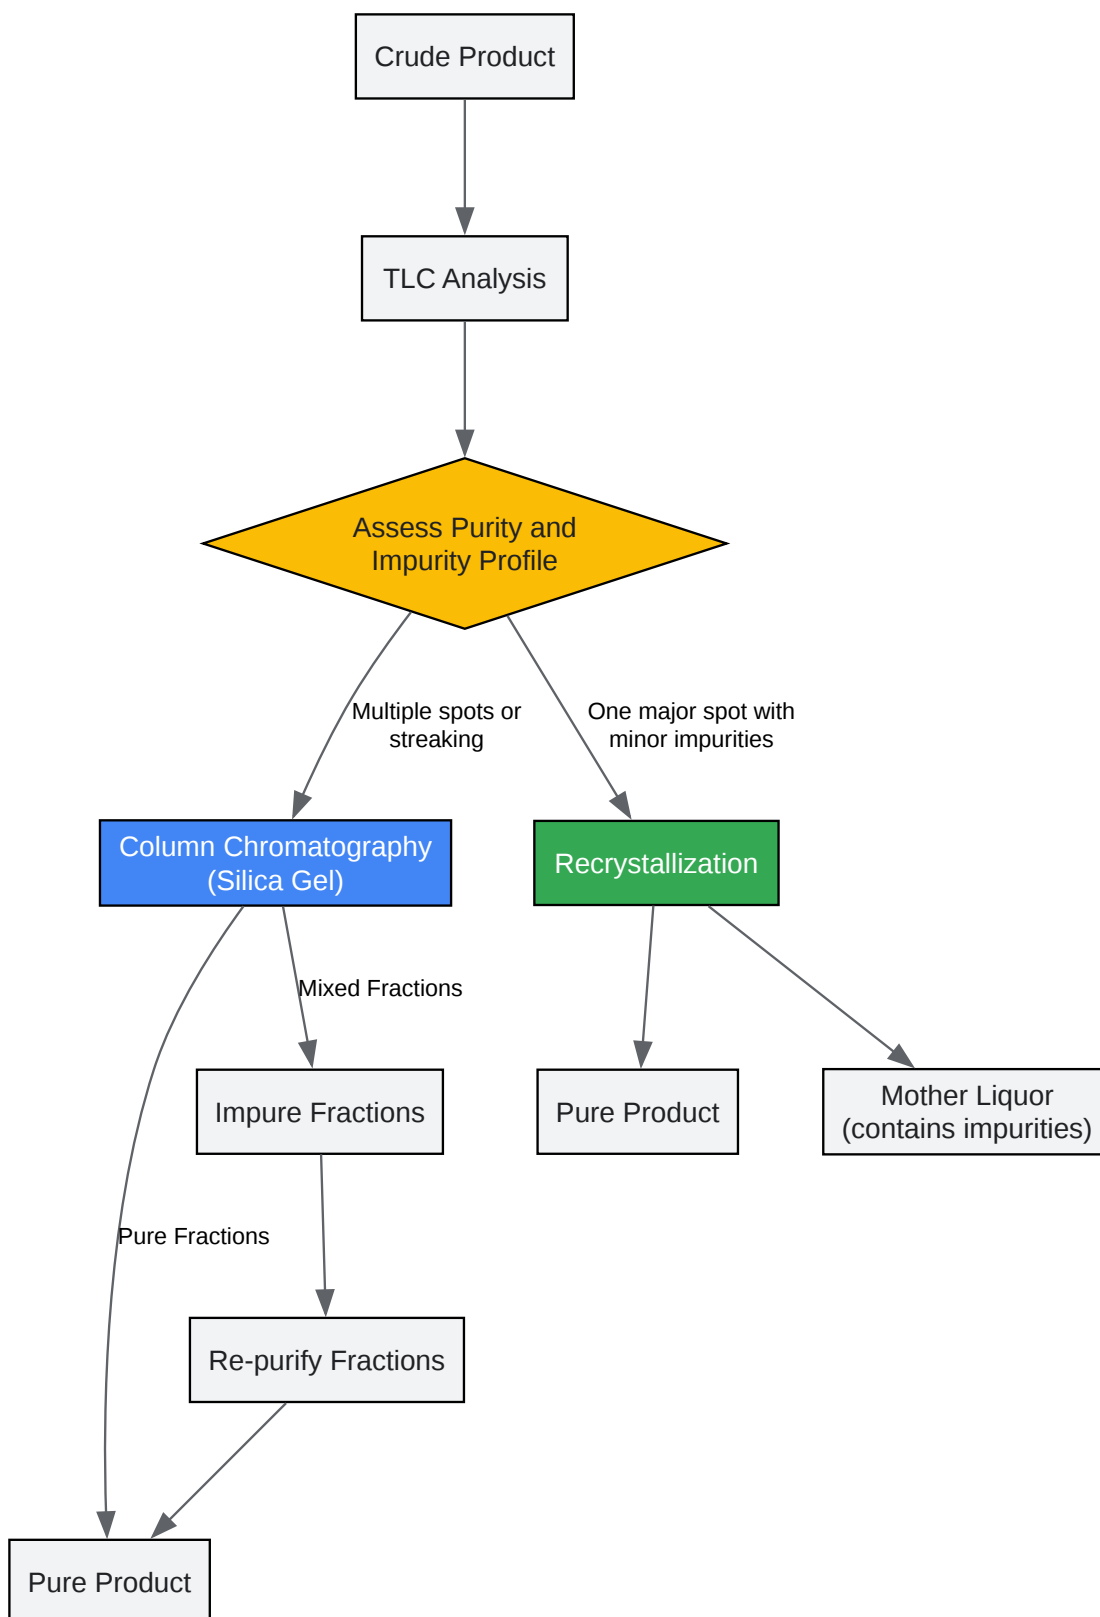 Crude Product
TLC Analysis
Assess Purity and
Impurity Profile
Multiple spots or
streaking
One major spot with
minor impurities
Column Chromatography
(Silica Gel)
Recrystallization
Mixed Fractions
Impure Fractions
Pure Product
Mother Liquor
(contains impurities)
Pure Fractions
Re-purify Fractions
Pure Product